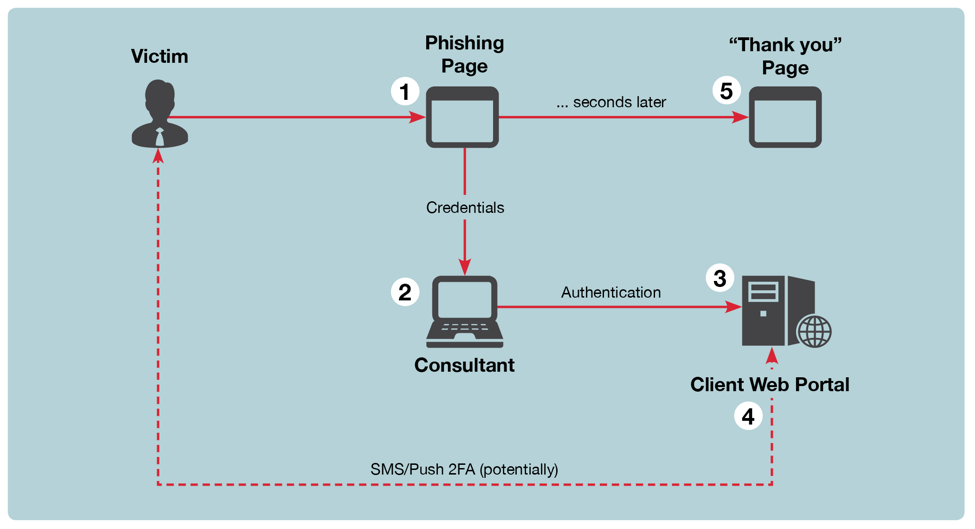 Victim
Phishing
Page
“Thank you”
Page
1
... seconds later
5
Credentials
2
Authentication
3
Consultant
Client Web Portal
4
SMS/Push 2FA (potentially)